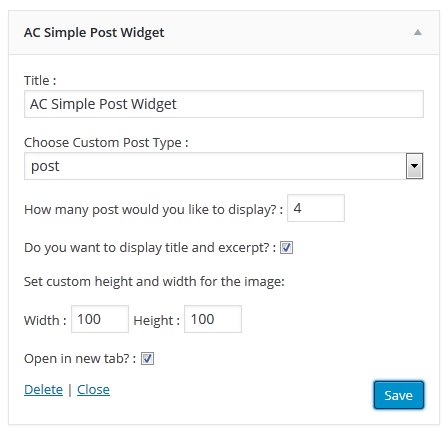 AC Simple Post Widget
Title :
AC Simple Post Widget
Choose Custom Post Type :
post
How many post would you like to display? : 4
Do you want to display title and excerpt? :
Set custom height and width for the image:
Width : 100 Height : 100
Open in new tab? :
Delete | Close
Save